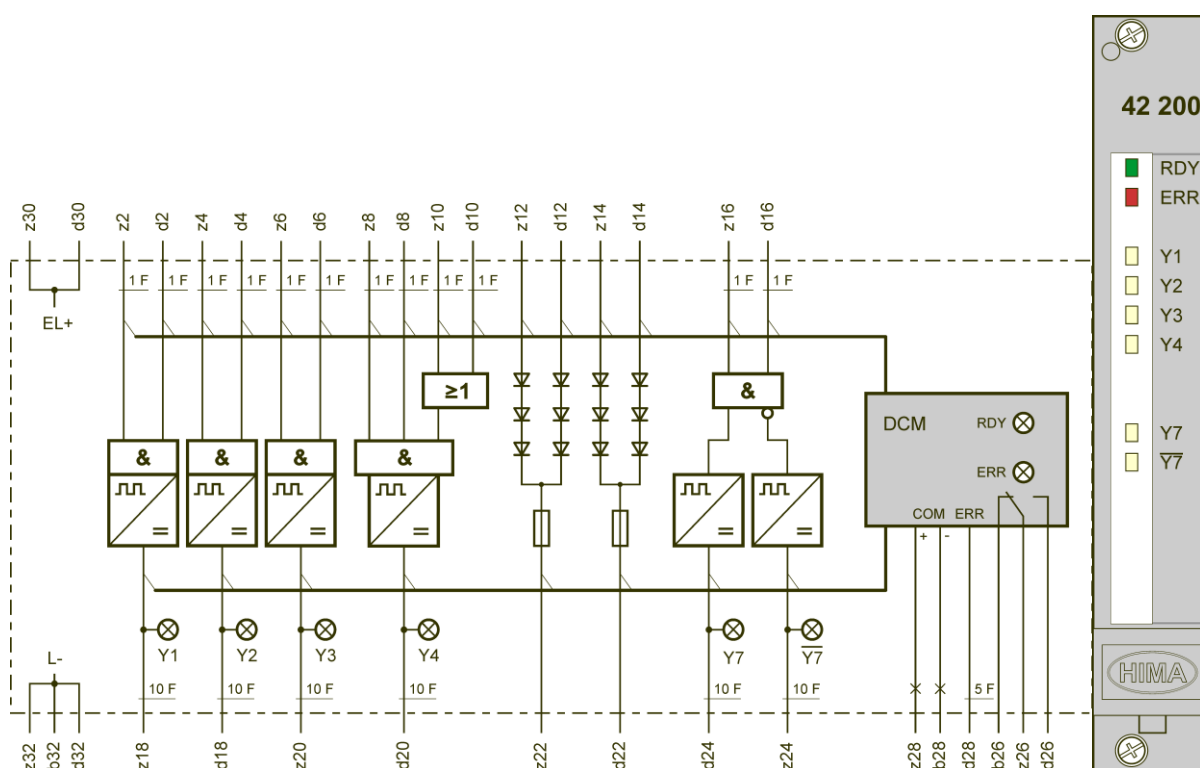 42 200
RDY
ERR
Y1
Y2
Y3
Y4
Y7
Y7
HIMA
z30
d30
z2
d2
z4
d4
z6
d6
z8
d8
z10
d10
z12
d12
z14
d14
z16
d16
1 F
1 F
1 F
1 F
1 F
1 F
1 F
1 F
1 F
1 F
1 F
1 F
EL+
≥1
&
DCM
RDY
ERR
COM ERR
+ -
&
&
&
&
=
=
=
=
=
=
Y1
Y2
Y3
Y4
Y7
Y7
L-
10 F
10 F
10 F
10 F
10 F
10 F
5 F
z32
b32
d32
z18
d18
z20
d20
z22
d22
d24
z24
z28
b28
d28
b26
z26
d26